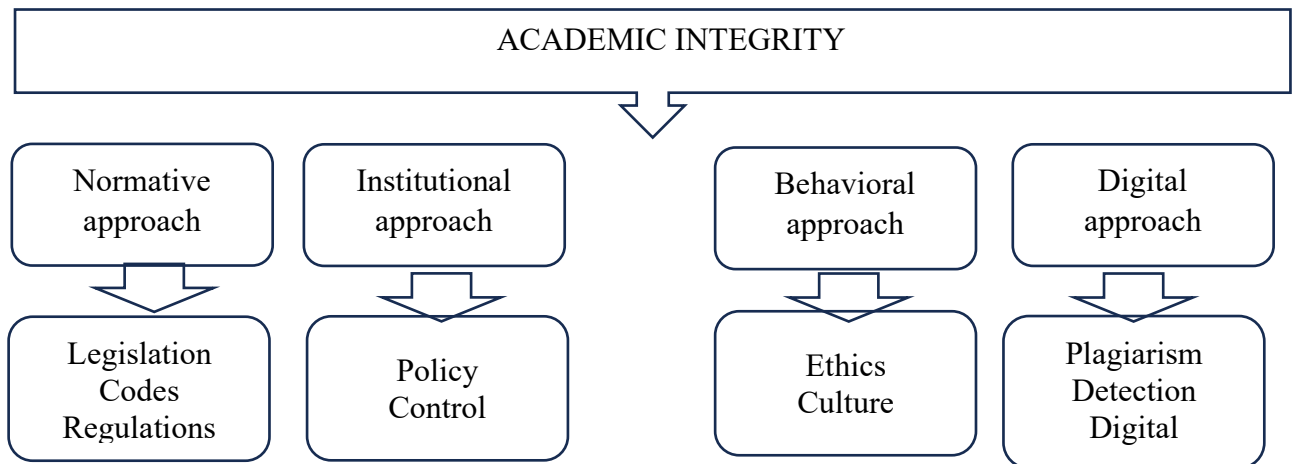 ACADEMIC INTEGRITY
Normative
approach
Institutional
approach
Behavioral
approach
Digital
approach
Legislation
Codes
Regulations
Policy
Control
Ethics
Culture
Plagiarism
Detection
Digital